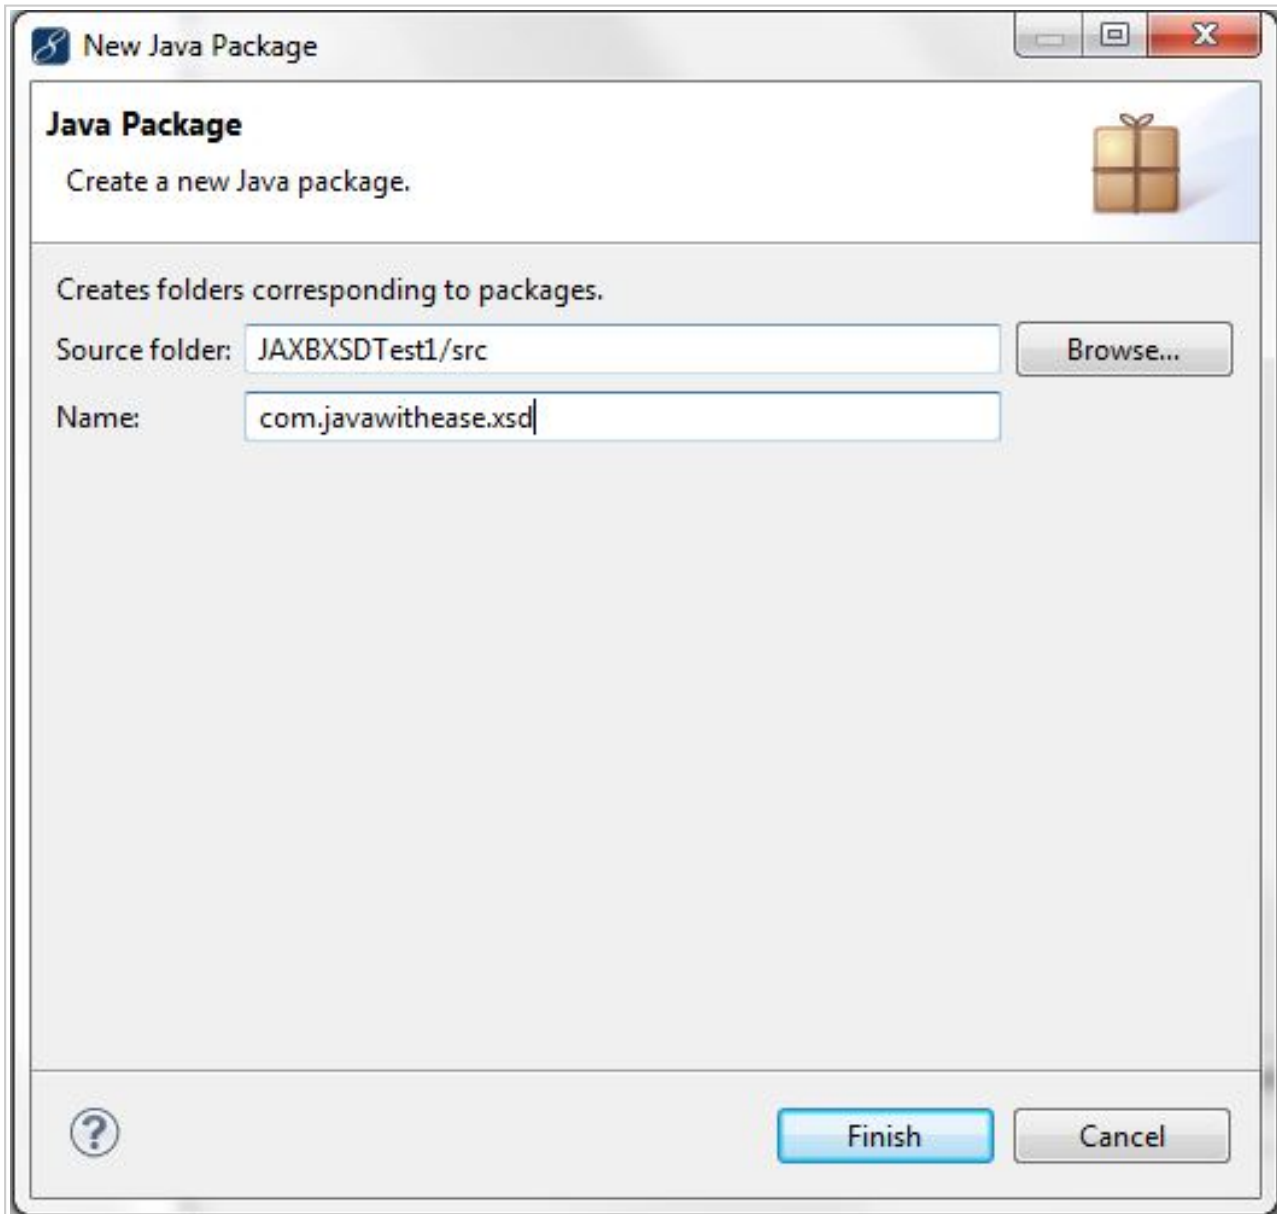 New Java Package
Java Package
Create a new Java package.
Creates folders corresponding to packages.
Source folder: JAXBXSDTest1/src Browse...
Name: com.javawithease.xsd
? Finish Cancel